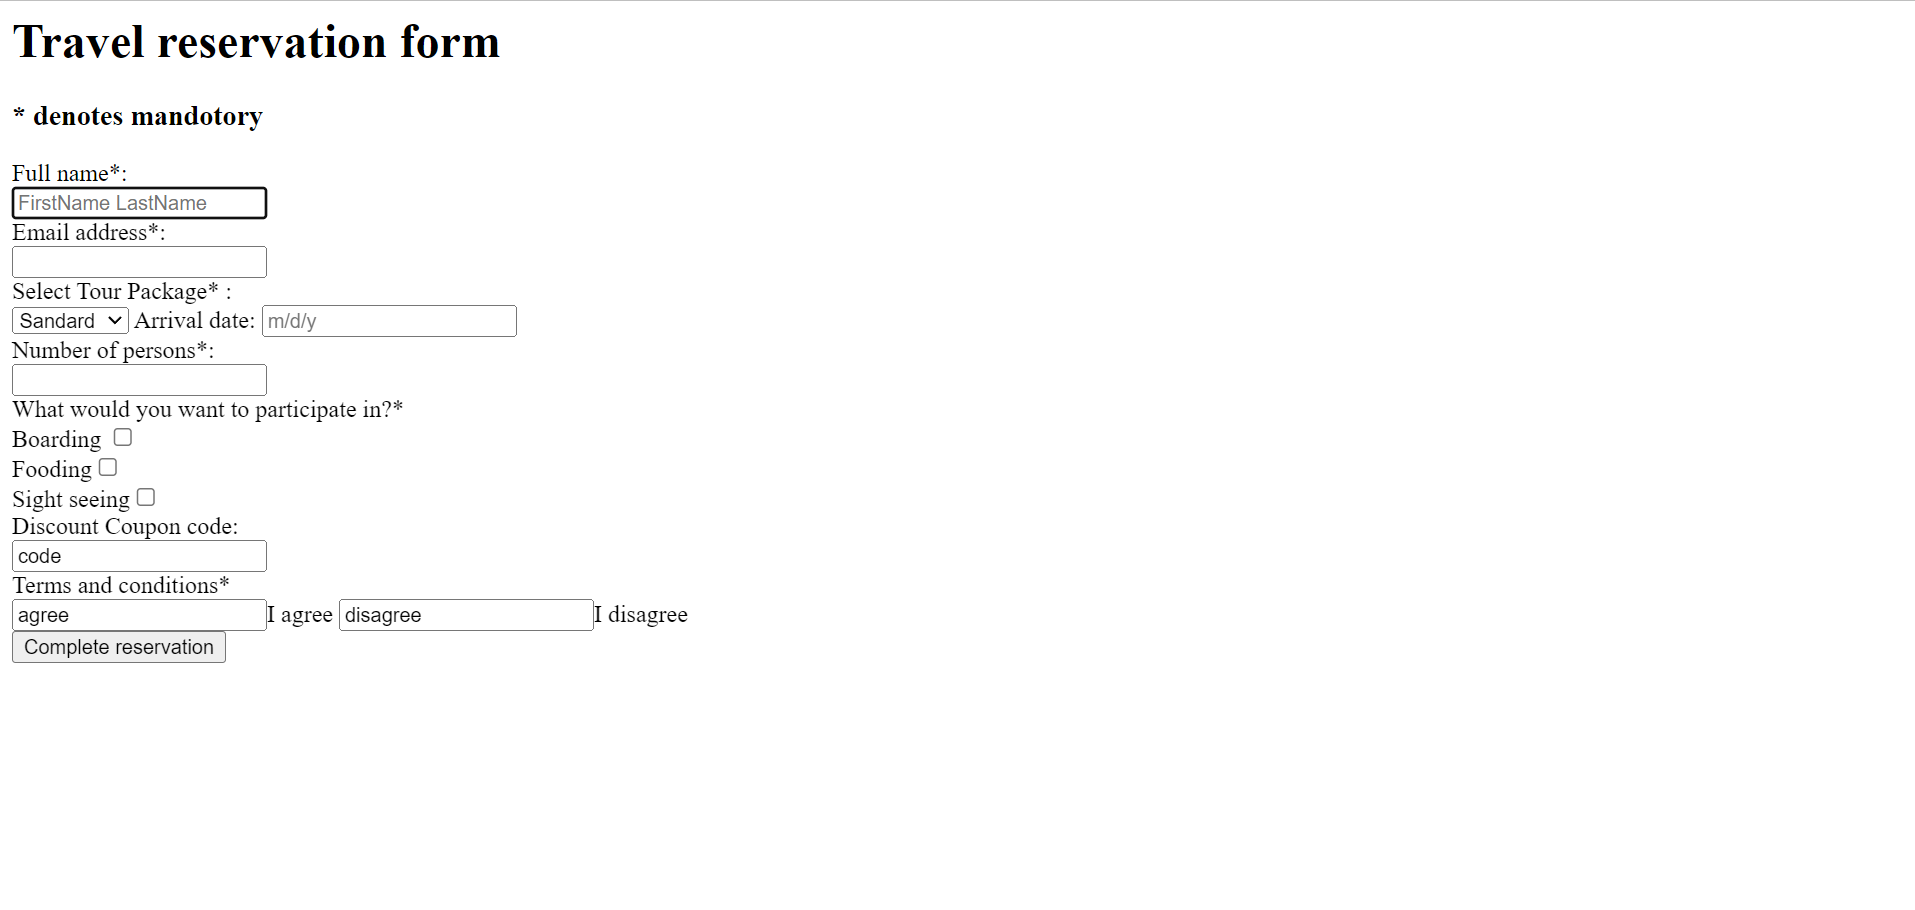 Travel reservation form
* denotes mandotory
Full name*:
FirstName LastName
Email address*:
Select Tour Package* :
Sandard Arrival date: m/d/y
Number of persons*:
What would you want to participate in?*
Boarding
Fooding
Sight seeing
Discount Coupon code:
code
Terms and conditions*
agree I agree disagree I disagree
Complete reservation